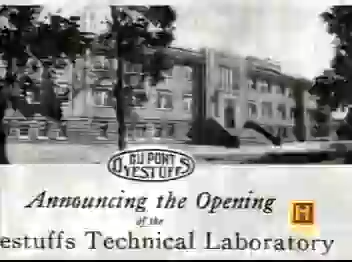 DU PONT
DYESTUFFS
Announcing the Opening
of the
estuffs Technical Laboratory
H